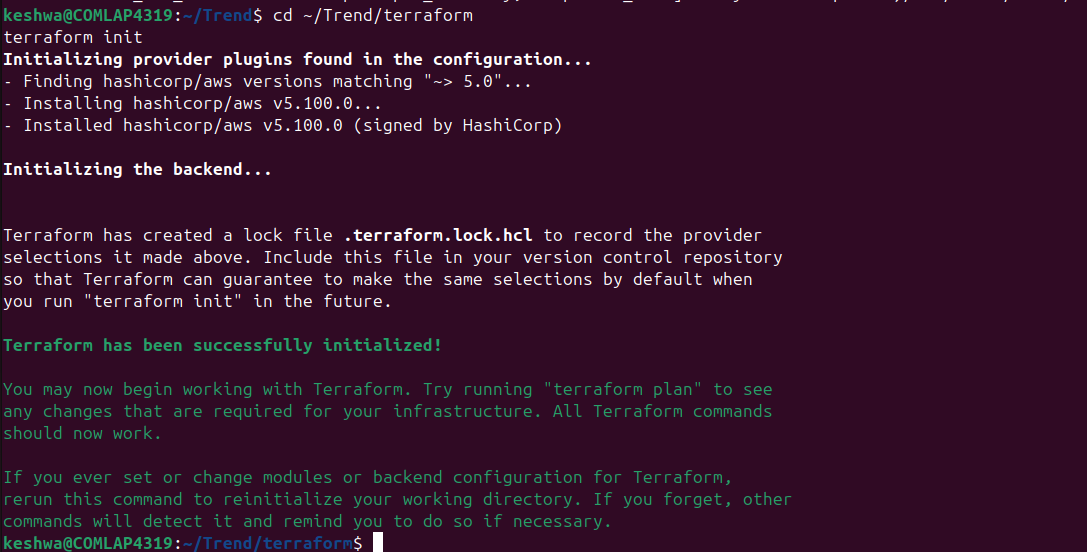 keshwa@COMLAP4319:~/Trend$ cd ~/Trend/terraform
terraform init
Initializing provider plugins found in the configuration...
- Finding hashicorp/aws versions matching "~> 5.0"...
- Installing hashicorp/aws v5.100.0...
- Installed hashicorp/aws v5.100.0 (signed by HashiCorp)
Initializing the backend...
Terraform has created a lock file .terraform.lock.hcl to record the provider
selections it made above. Include this file in your version control repository
so that Terraform can guarantee to make the same selections by default when
you run "terraform init" in the future.
Terraform has been successfully initialized!
You may now begin working with Terraform. Try running "terraform plan" to see
any changes that are required for your infrastructure. All Terraform commands
should now work.
If you ever set or change modules or backend configuration for Terraform,
rerun this command to reinitialize your working directory. If you forget, other
commands will detect it and remind you to do so if necessary.
keshwa@COMLAP4319:~/Trend/terraform$